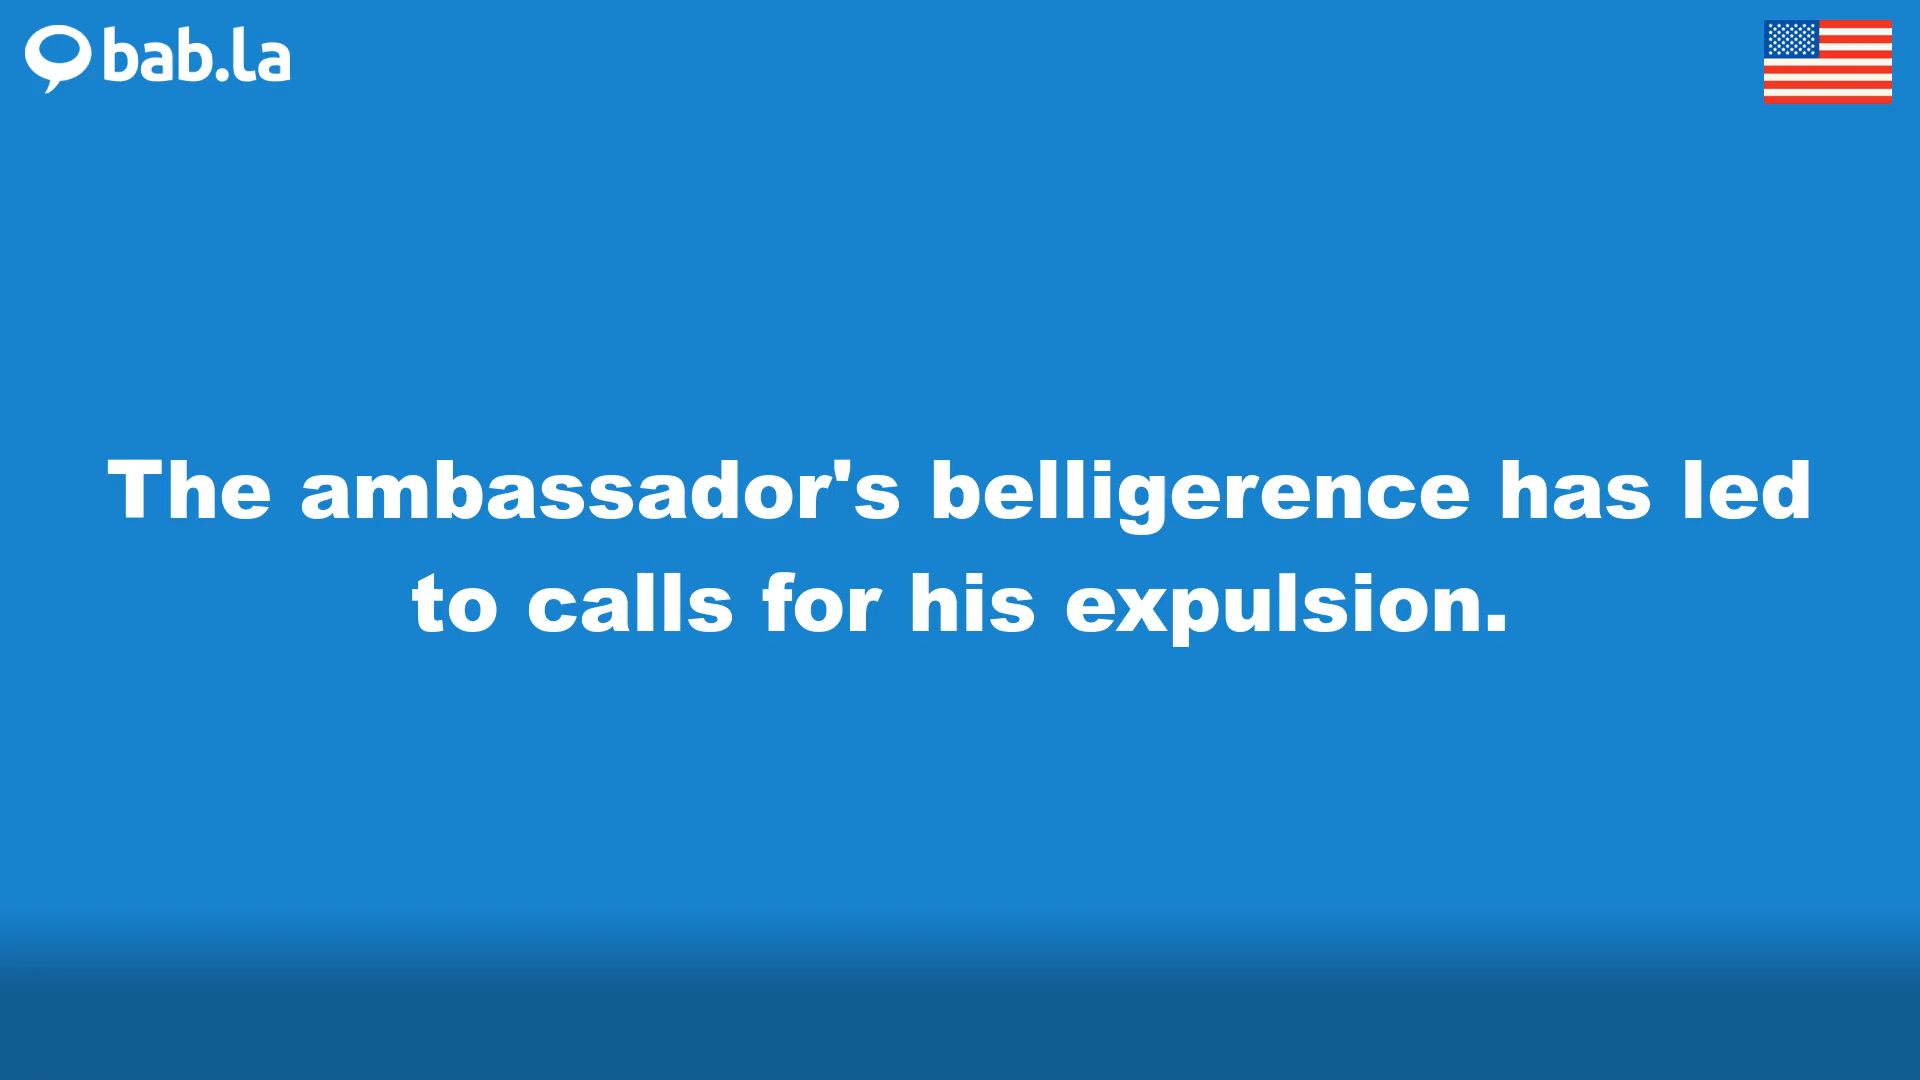 bab.la
The ambassador's belligerence has led
to calls for his expulsion.